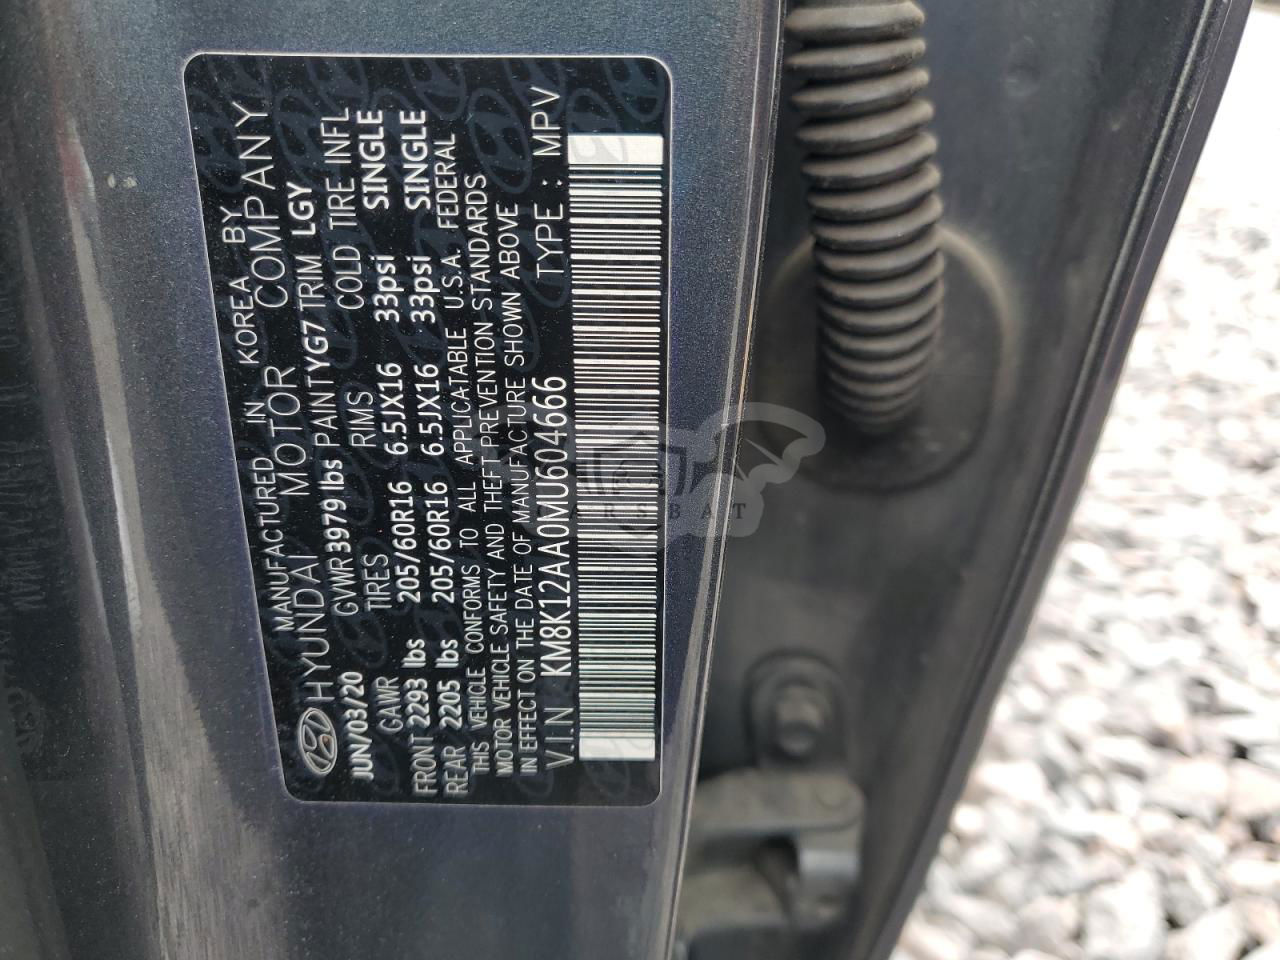 MANUFACTURED IN KOREA BY
HYUNDAI MOTOR COMPANY
JUN/03/20 GVWR 3979 lbs PAINT YG7 TRIM LGY
GAWR TIRES RIMS COLD TIRE INFL
FRONT 2293 lbs 205/60R16 6.5JX16 33psi SINGLE
REAR 2205 lbs 205/60R16 6.5JX16 33psi SINGLE
THIS VEHICLE CONFORMS TO ALL APPLICATABLE U.S.A. FEDERAL
MOTOR VEHICLE SAFETY AND THEFT PREVENTION STANDARDS
IN EFFECT ON THE DATE OF MANUFACTURE SHOWN ABOVE
V.I.N KM8K12AA0MU604666 TYPE : MPV
CARSBAT